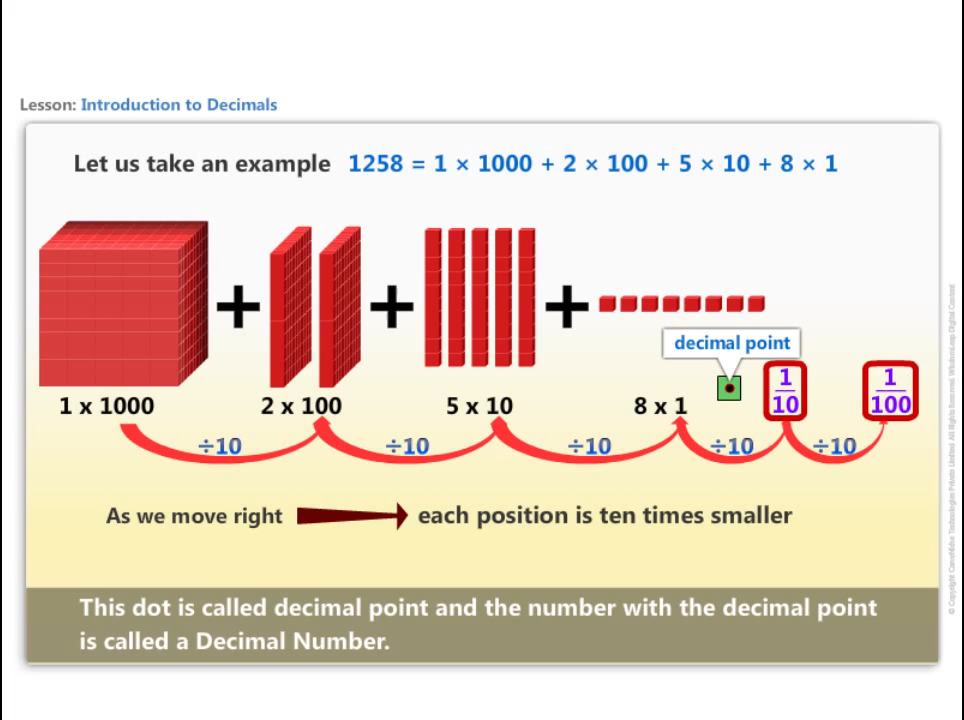 Lesson: Introduction to Decimals
Let us take an example 1258 = 1 × 1000 + 2 × 100 + 5 × 10 + 8 × 1
+ + +
decimal point
1 x 1000 2 x 100 5 x 10 8 x 1 1/10 1/100
÷10 ÷10 ÷10 ÷10 ÷10
As we move right each position is ten times smaller
This dot is called decimal point and the number with the decimal point
is called a Decimal Number.